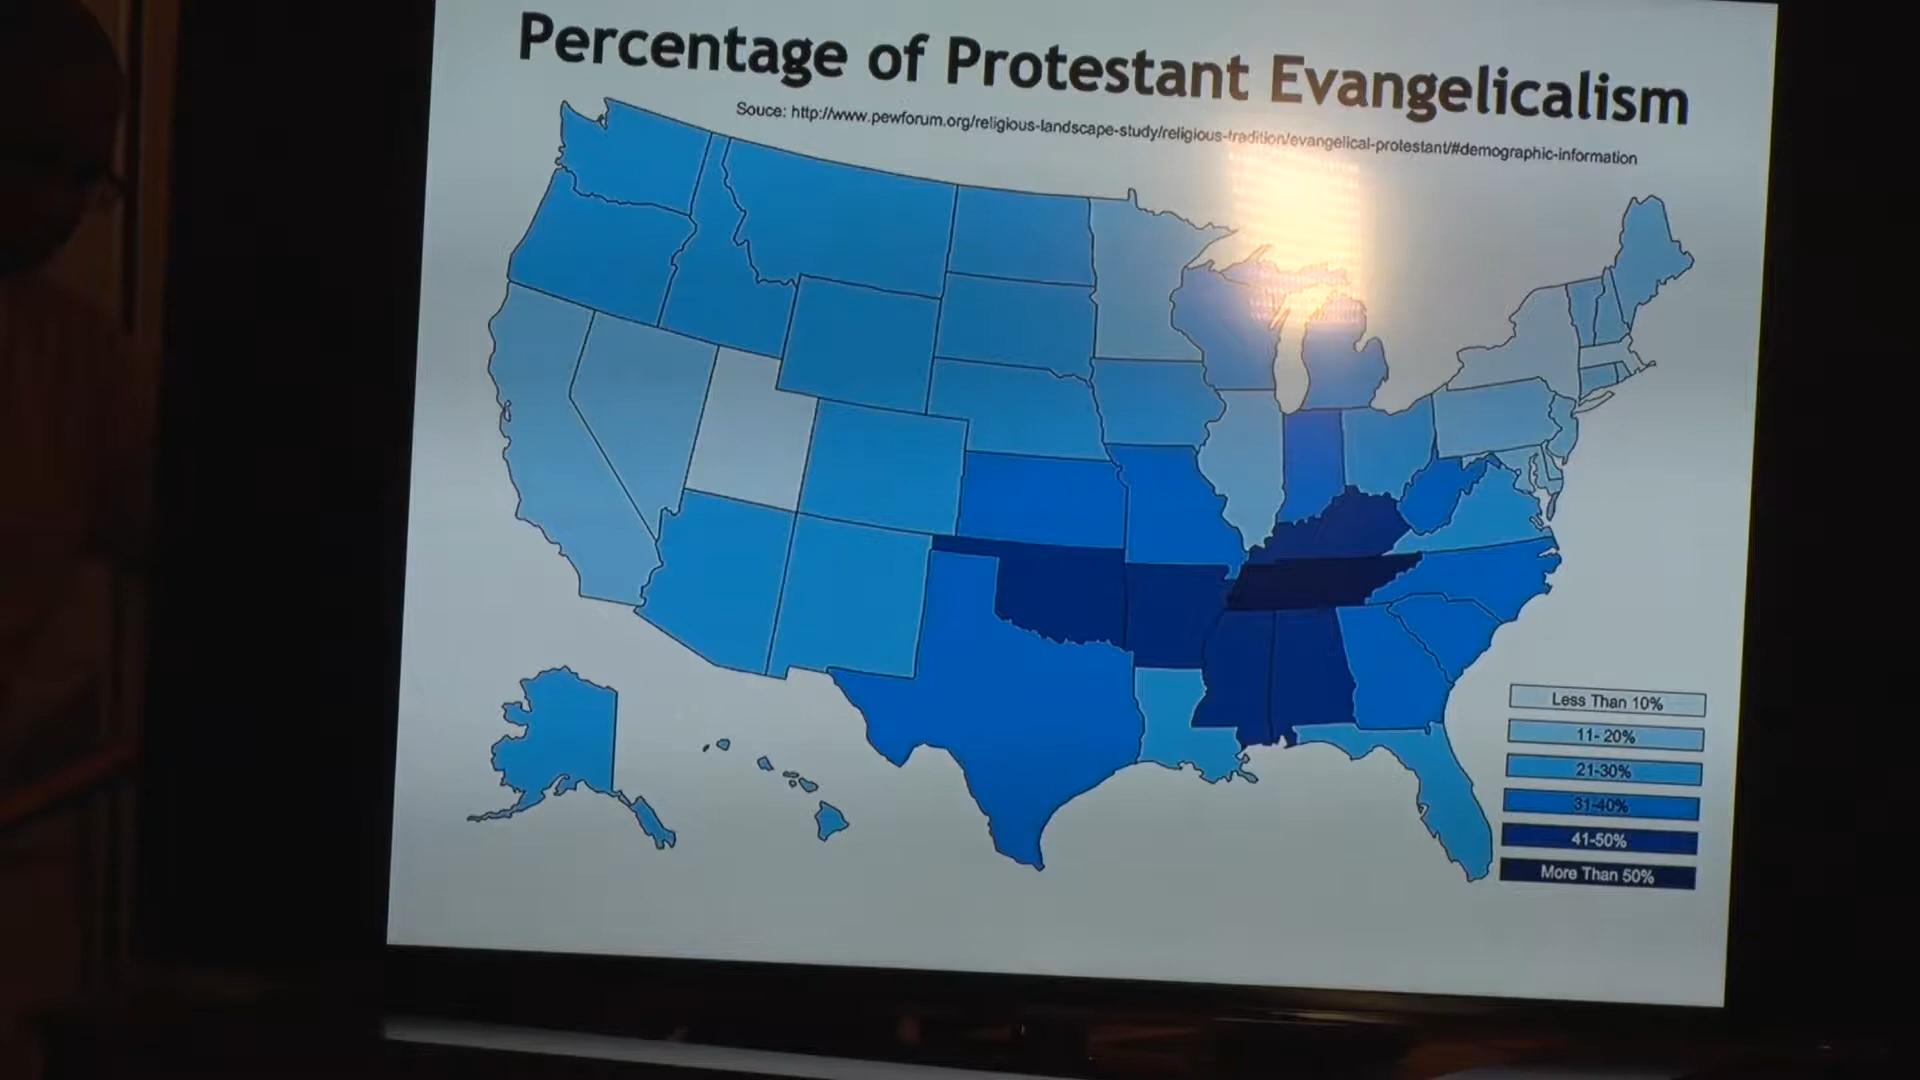 Percentage of Protestant Evangelicalism
Souce: http://www.pewforum.org/religious-landscape-study/religious-tradition/evangelical-protestant/#demographic-information
Less Than 10%
11- 20%
21-30%
31-40%
41-50%
More Than 50%